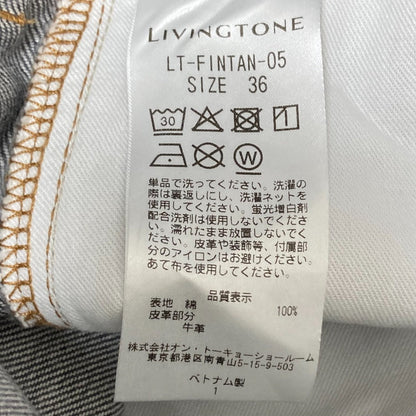 LIVINGTONE
LT-FINTAN-05
SIZE 36
30
W
単品で洗ってください。洗濯の
際は裏返しにし、洗濯ネットを
使用してください。蛍光増白剤
配合洗剤は使用しないでくださ
い。濡れたまま放置しないでく
ださい。皮革や装飾等、付属部
分のアイロンはお避けください。
あて布を使用してください。
品質表示
表地 綿 100%
皮革部分
牛革
株式会社オン・トーキョーショールーム
東京都港区南青山5-15-9-503
ベトナム製
1